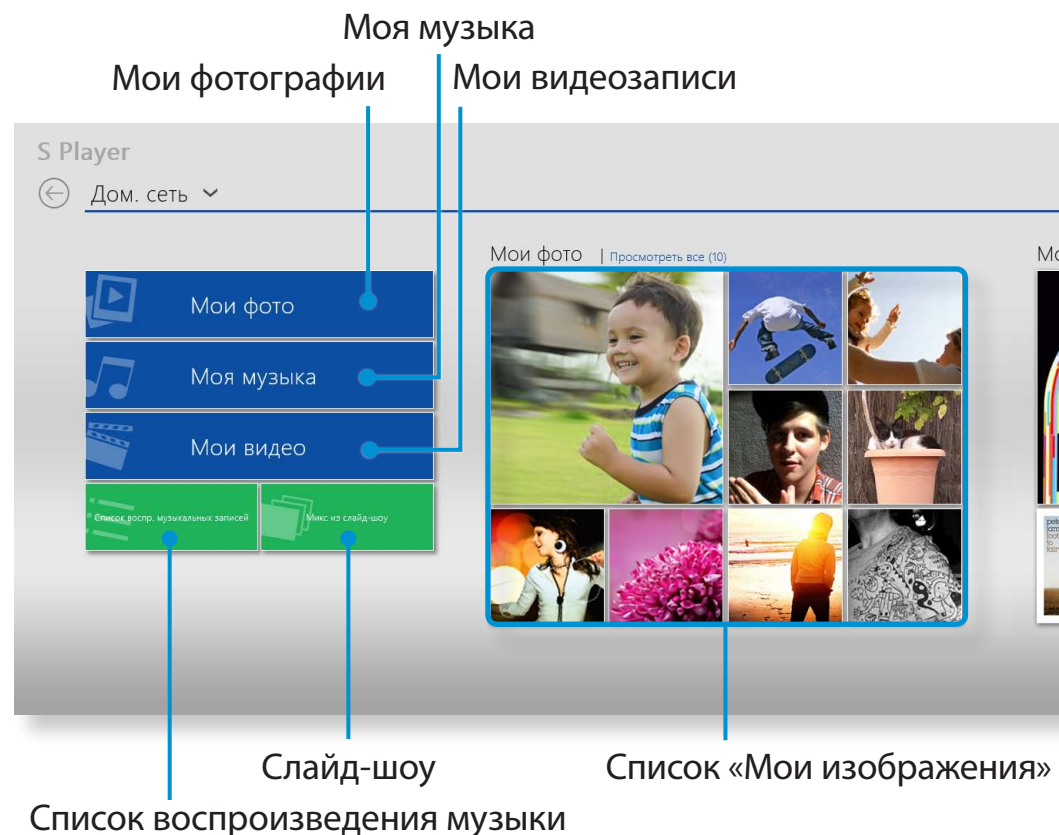 Моя музыка
Мои фотографии
Мои видеозаписи
S Player
Дом. сеть
Мои фото | Просмотреть все (10)
Мои фото
Моя музыка
Мои видео
Список воспр. музыкальных записей
Микс из слайд-шоу
Слайд-шоу
Список «Мои изображения»
Список воспроизведения музыки